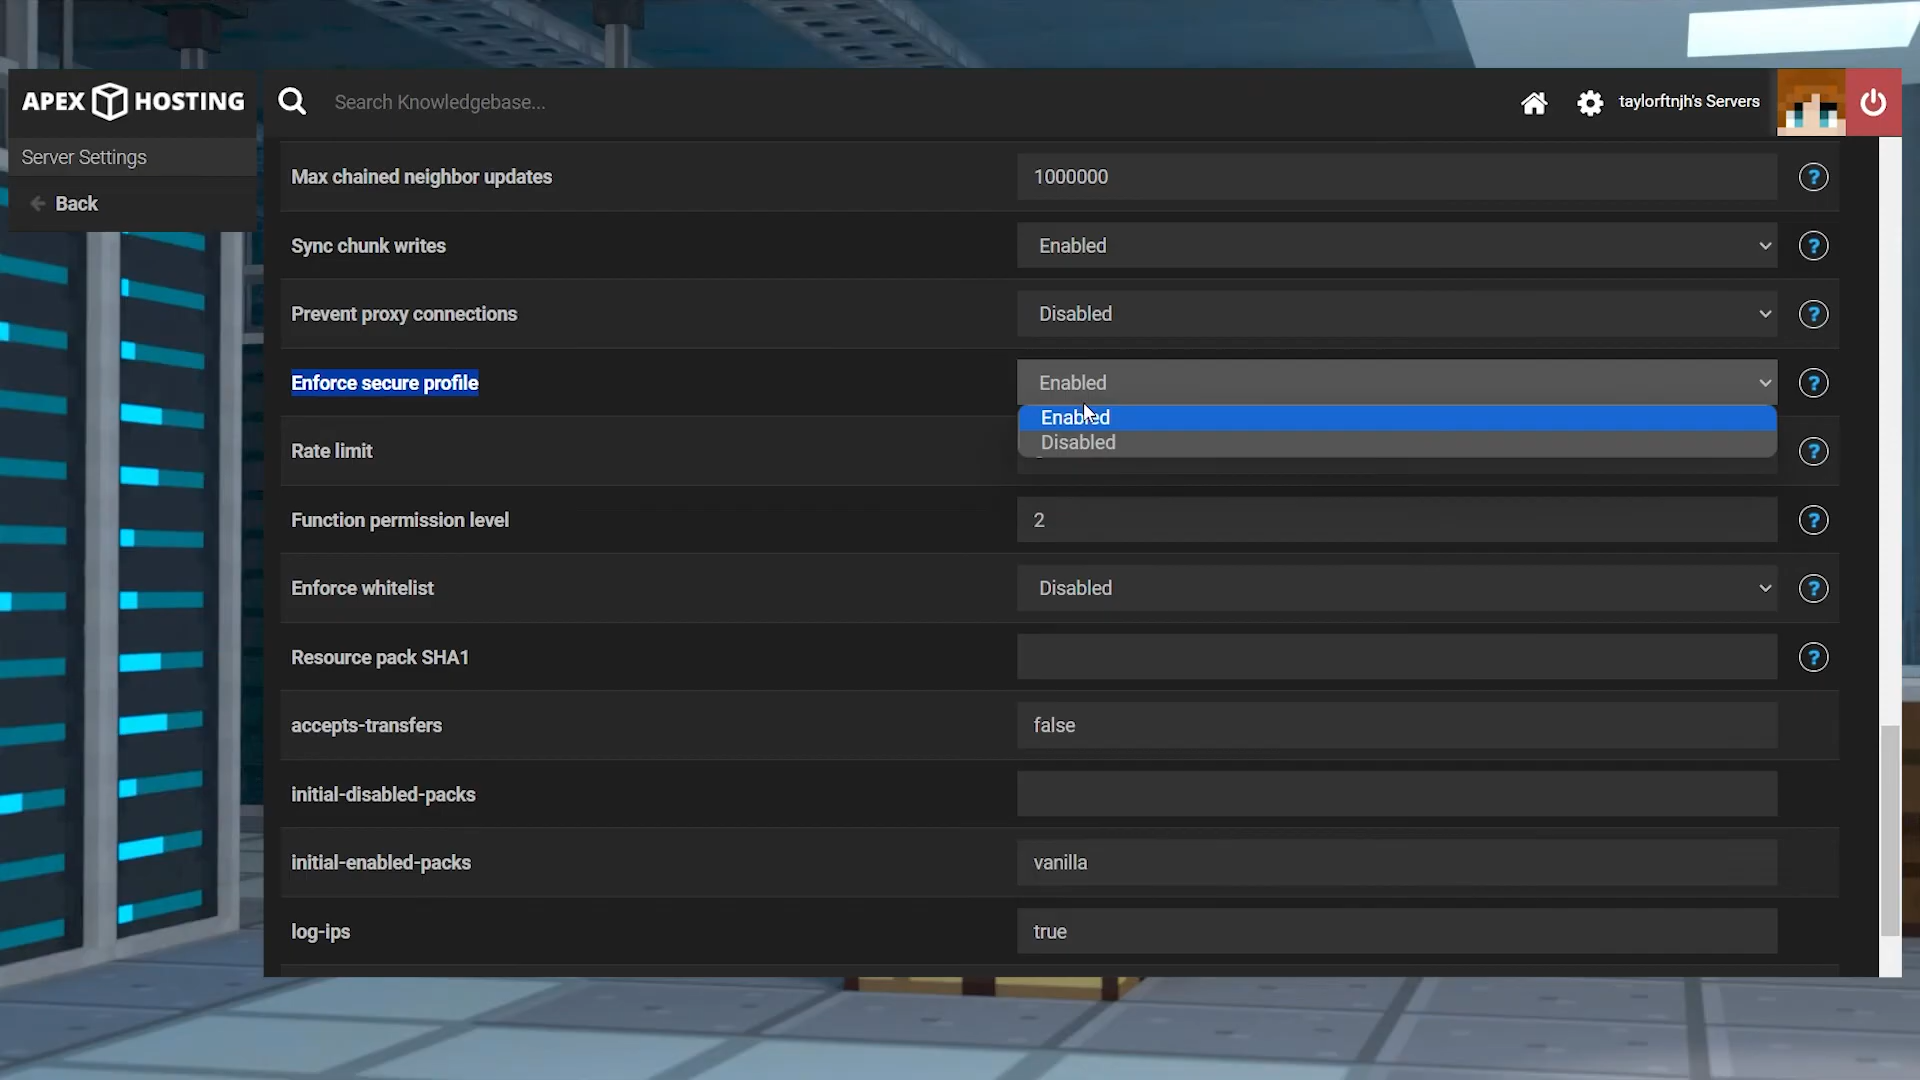 APEX HOSTING
Search Knowledgebase...
taylorftnjh's Servers
Server Settings
Back
Max chained neighbor updates
1000000
?
Sync chunk writes
Enabled
?
Prevent proxy connections
Disabled
?
Enforce secure profile
Enabled
?
Enabled
Disabled
Rate limit
?
Function permission level
2
?
Enforce whitelist
Disabled
?
Resource pack SHA1
?
accepts-transfers
false
initial-disabled-packs
initial-enabled-packs
vanilla
log-ips
true